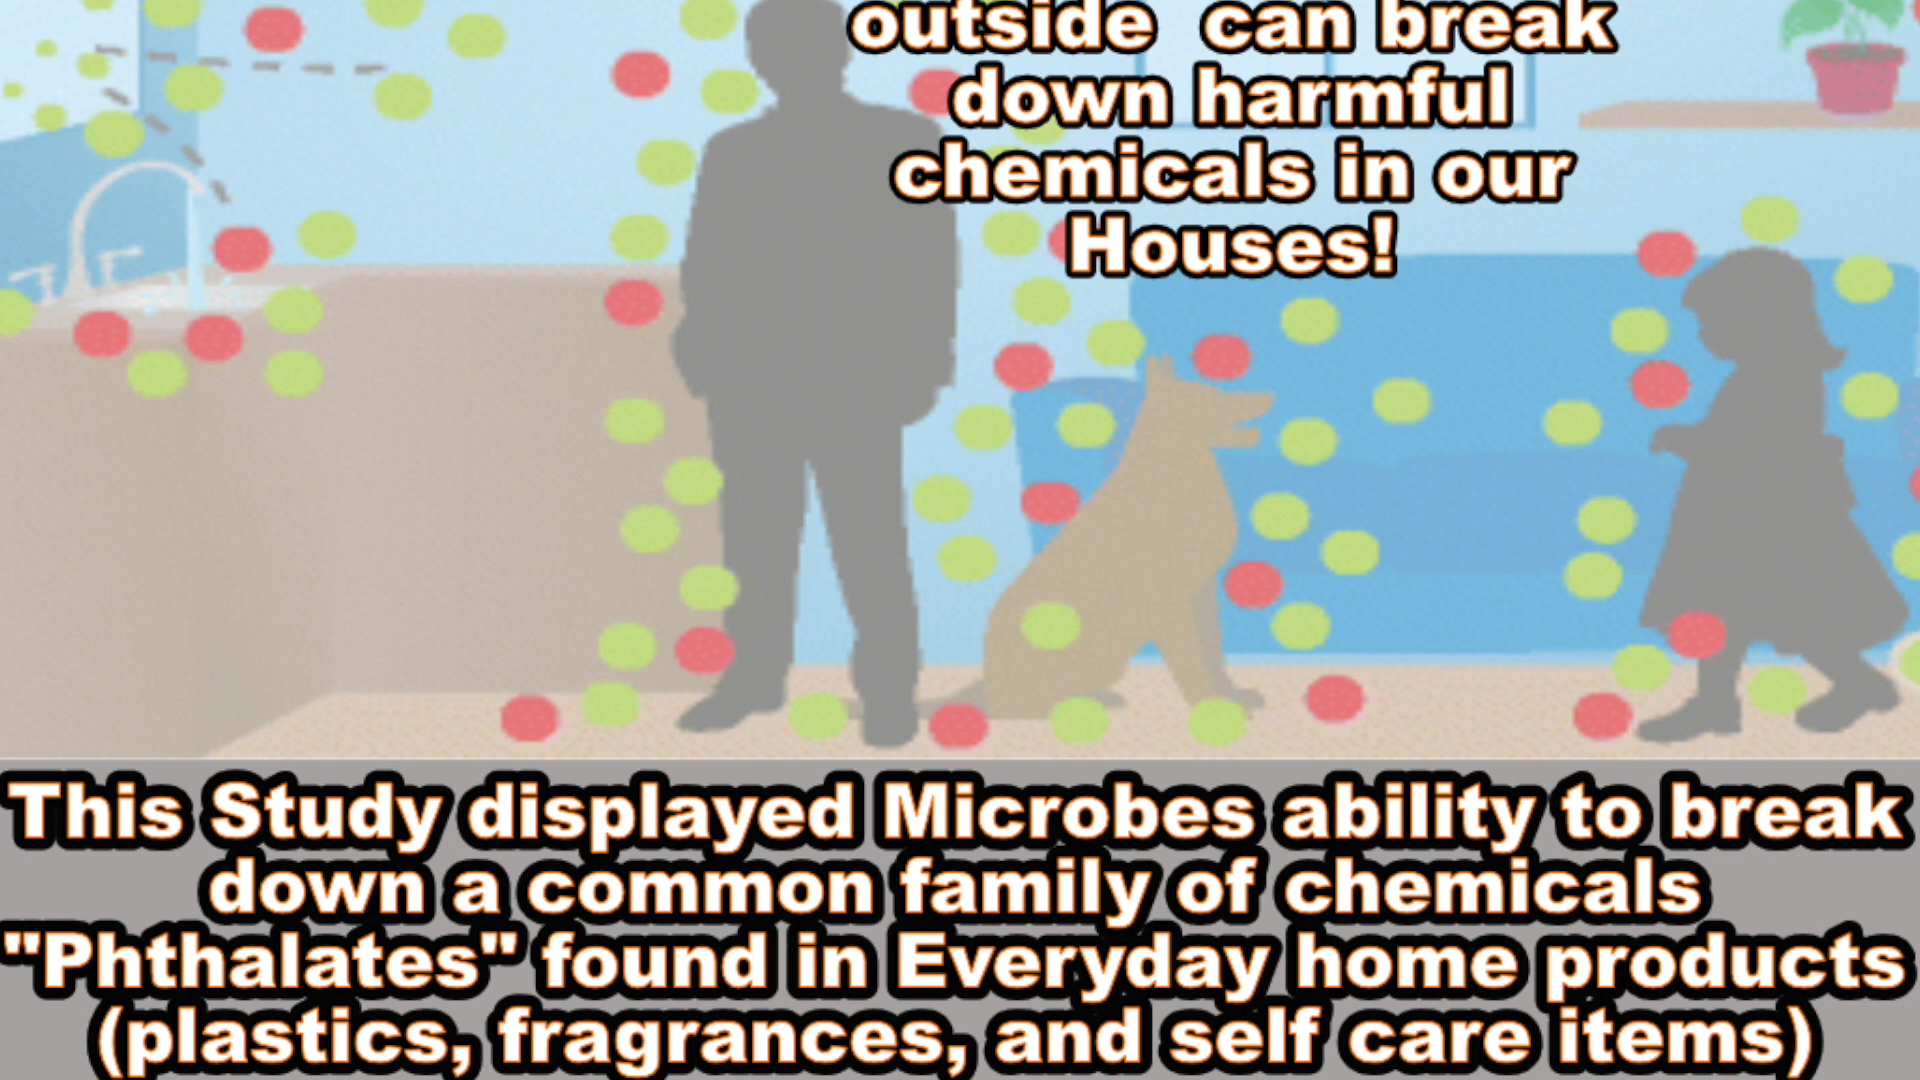 outside can break
down harmful
chemicals in our
Houses!
This Study displayed Microbes ability to break
down a common family of chemicals
"Phthalates" found in Everyday home products
(plastics, fragrances, and self care items)